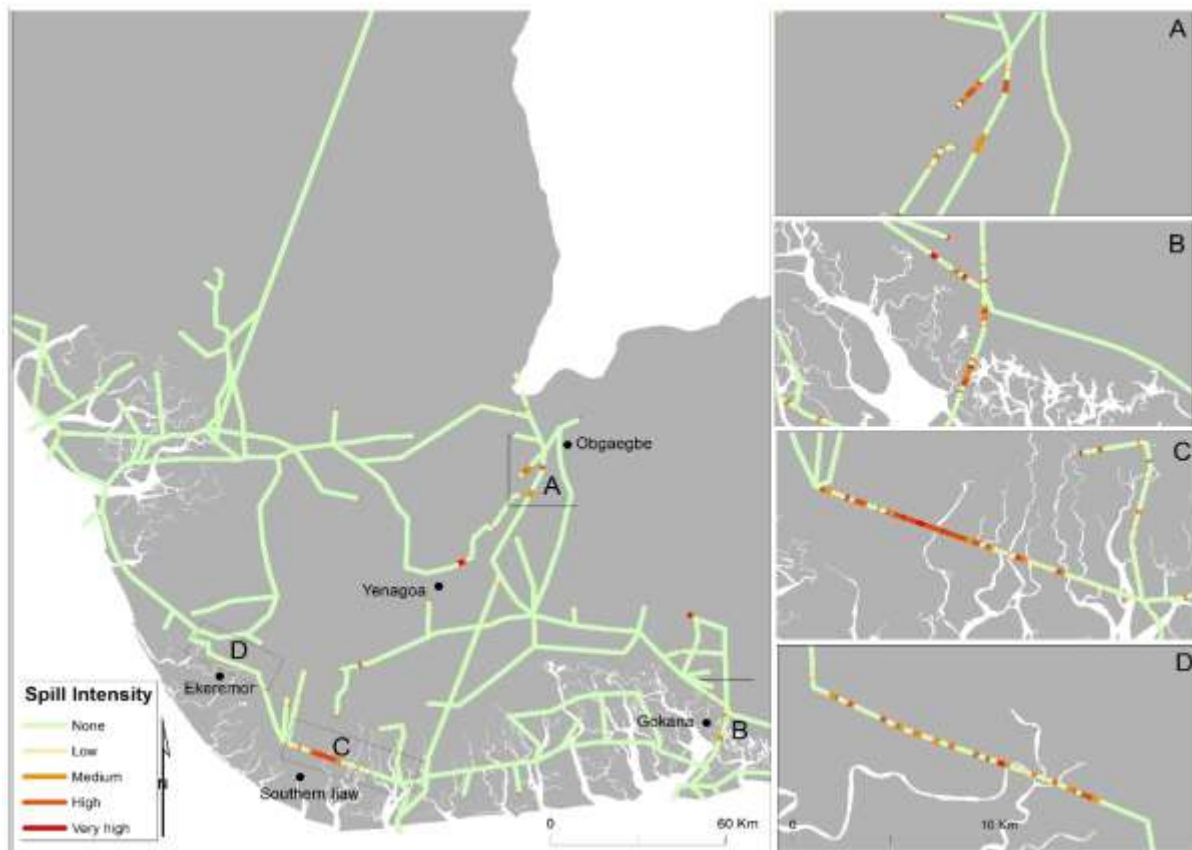 A
Obgaegbe
A
B
Yenagoa
C
D
Ekeremor
Spill Intensity
None
Low
Medium
High
Very high
N
Gokana
B
C
Southern Ijaw
0 60 Km
D
0 10 Km